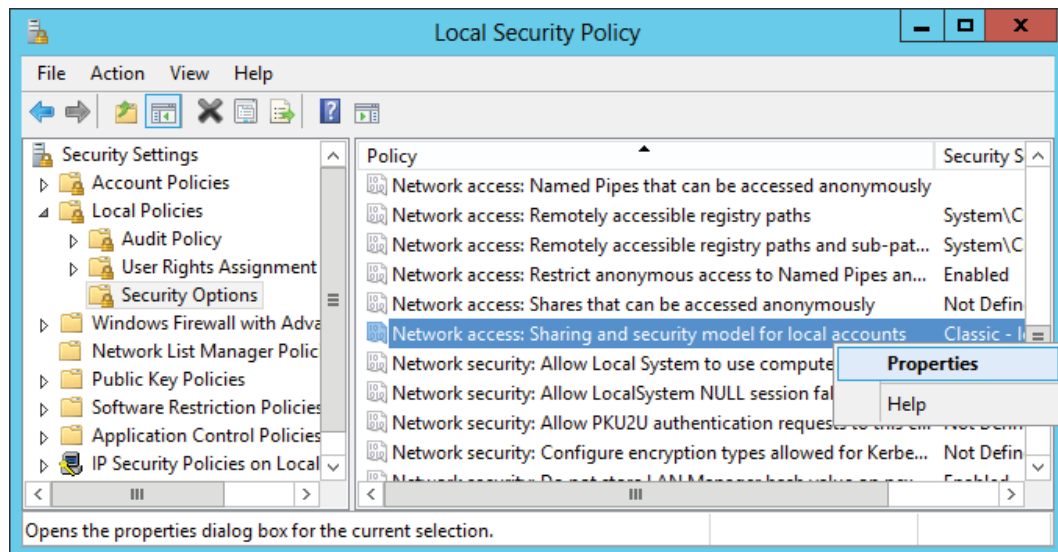 Local Security Policy
File Action View Help
Security Settings
Account Policies
Local Policies
Audit Policy
User Rights Assignment
Security Options
Windows Firewall with Adva
Network List Manager Polic
Public Key Policies
Software Restriction Policies
Application Control Policies
IP Security Policies on Local
Policy Security S
Network access: Named Pipes that can be accessed anonymously
Network access: Remotely accessible registry paths System\C
Network access: Remotely accessible registry paths and sub-pat... System\C
Network access: Restrict anonymous access to Named Pipes an... Enabled
Network access: Shares that can be accessed anonymously Not Defin
Network access: Sharing and security model for local accounts Classic - l
Network security: Allow Local System to use compute
Network security: Allow LocalSystem NULL session fal
Network security: Allow PKU2U authentication requests to this c... Not Defin
Network security: Configure encryption types allowed for Kerbe... Not Defin
Properties
Help
Opens the properties dialog box for the current selection.